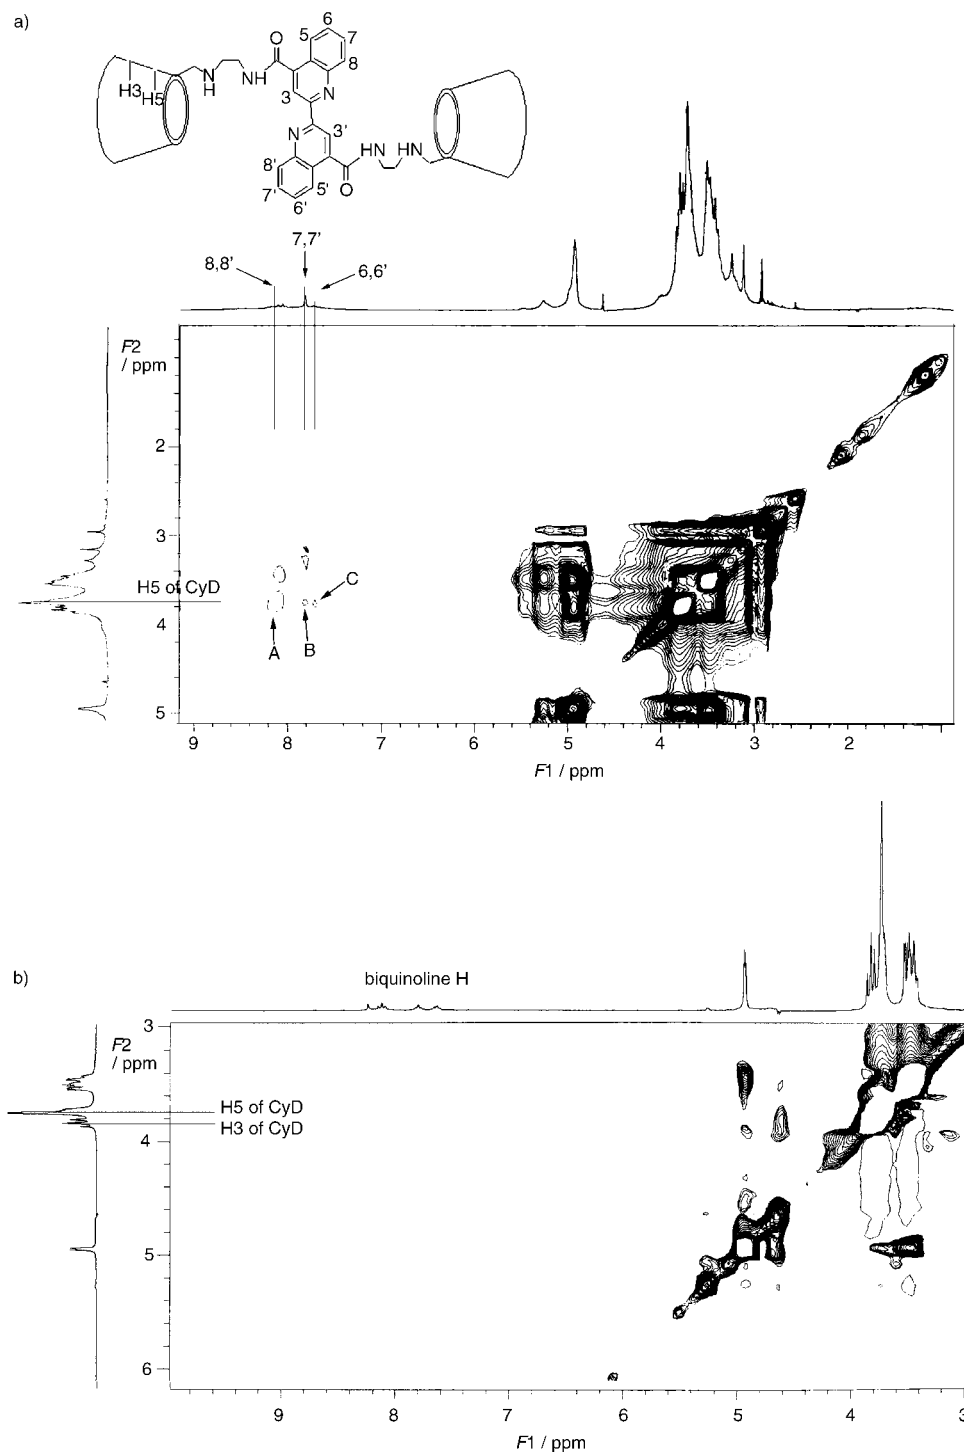 a)
6
5
7
O
8
N
H
NH
3
N
H3
H5
N
3'
8'
HN
HN
7'
O
5'
6'
7,7'
8,8'
6,6'
F2
/ ppm
2
3
H5 of CyD
C
4
A
B
5
9 8 7 6 5 4 3 2
F1 / ppm
b)
biquinoline H
3
F2
/ ppm
H5 of CyD
H3 of CyD
4
5
6
9 8 7 6 5 4 3
F1 / ppm